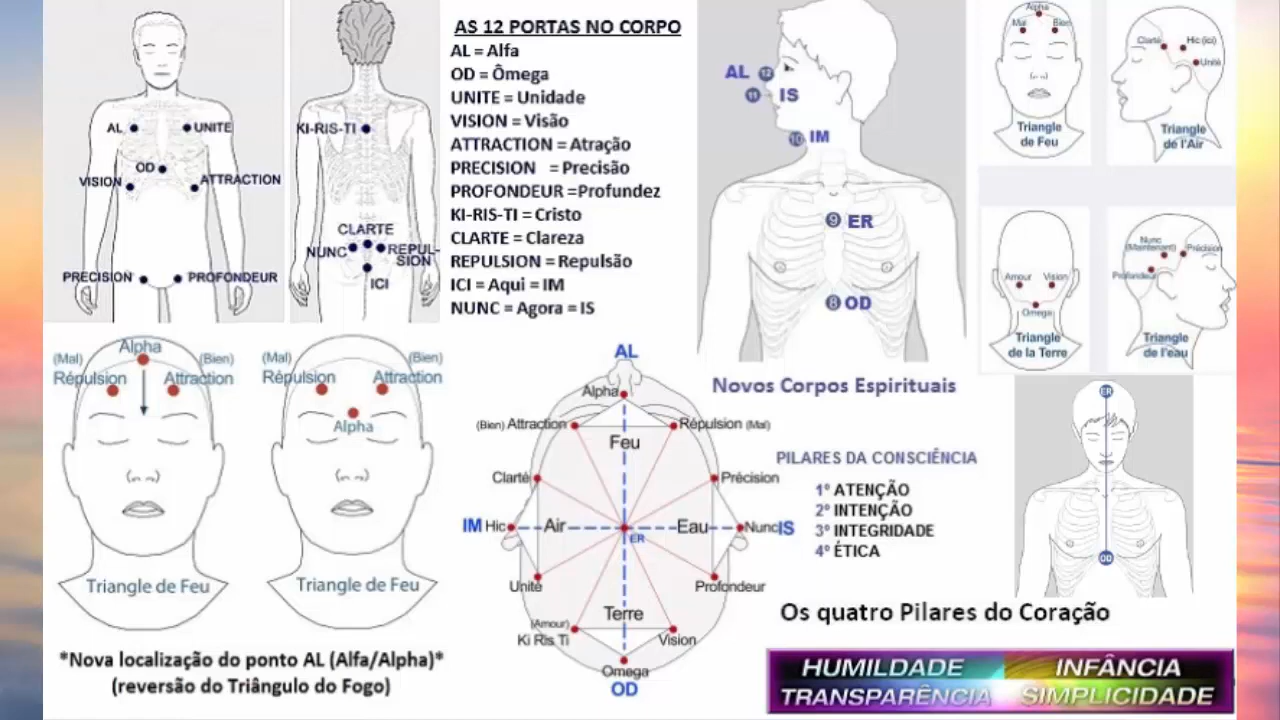 AL
UNITE
OD
VISION
ATTRACTION
PRECISION
PROFONDEUR
KI-RIS-TI
CLARTE
NUNC
REPUL-
SION
ICI
AS 12 PORTAS NO CORPO
AL = Alfa
OD = Ômega
UNITE = Unidade
VISION = Visão
ATTRACTION = Atração
PRECISION = Precisão
PROFONDEUR =Profundez
KI-RIS-TI = Cristo
CLARTE = Clareza
REPULSION = Repulsão
ICI = Aqui = IM
NUNC = Agora = IS
AL 12
11 IS
10 IM
9 ER
8 OD
Alpha
Mal
Bien
Triangle
de Feu
Clarté
Hic (ici)
Unité
Triangle
de l'Air
Amour
Vision
Omega
Triangle
de la Terre
Nunc
(Maintenant)
Précision
Profondeur
Triangle
de l'eau
Alpha
(Mal)
(Bien)
Répulsion
Attraction
Triangle de Feu
(Mal)
(Bien)
Répulsion
Attraction
Alpha
Triangle de Feu
*Nova localização do ponto AL (Alfa/Alpha)*
(reversão do Triângulo do Fogo)
AL
Alpha
(Bien) Attraction
Répulsion (Mal)
Feu
Clarté
Précision
IM Hic
Air
Eau
Nunc IS
ER
Unité
Profondeur
Terre
(Amour)
Ki Ris Ti
Vision
Omega
OD
Novos Corpos Espirituais
PILARES DA CONSCIÊNCIA
1º ATENÇÃO
2º INTENÇÃO
3º INTEGRIDADE
4º ÉTICA
ER
OD
Os quatro Pilares do Coração
HUMILDADE INFÂNCIA
TRANSPARÊNCIA SIMPLICIDADE